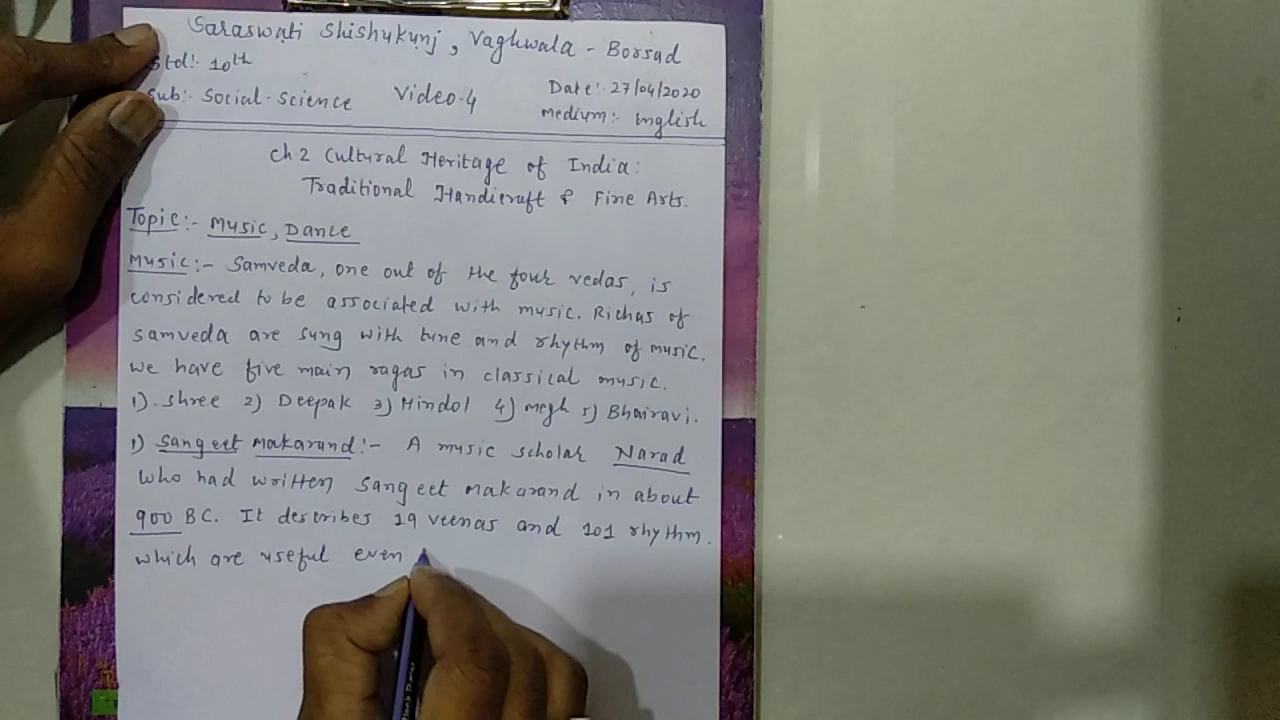 Saraswati Shishukunj, Vaghwala - Borsad
Std:- 10th
Sub:- Social-Science Video-4 Date:- 27/04/2020
Medium:- English
Ch 2 Cultural Heritage of India:
Traditional Handicraft & Fine Arts.
Topic:- Music, Dance
Music:- Samveda, one out of the four vedas, is
considered to be associated with music. Richas of
Samveda are sung with tune and rhythm of music.
we have five main ragas in classical music.
1). Shree 2) Deepak 3) Hindol 4) Megh 5) Bhairavi.
1) Sangeet Makarand:- A music scholar Narad
who had written Sangeet Makarand in about
900 BC. It describes 19 veenas and 101 rhythm.
which are useful even